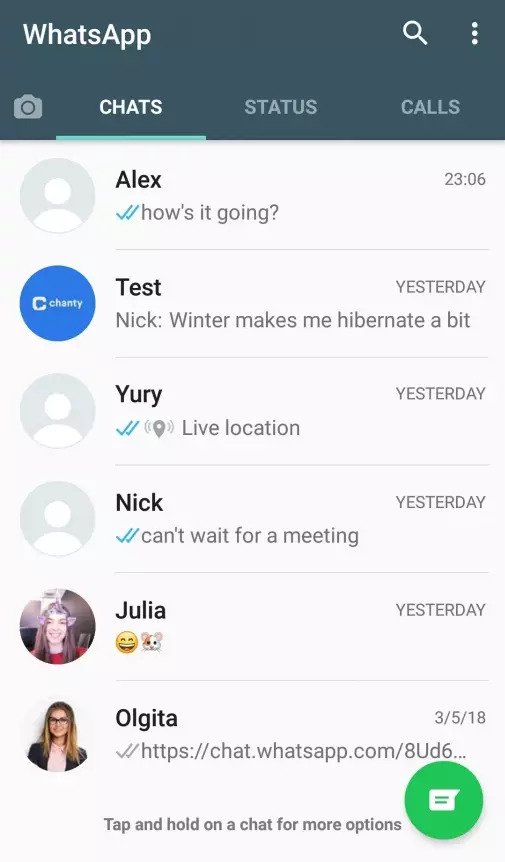 WhatsApp
CHATS STATUS CALLS
Alex 23:06
how's it going?
chanty
Test YESTERDAY
Nick: Winter makes me hibernate a bit
Yury YESTERDAY
Live location
Nick YESTERDAY
can't wait for a meeting
Julia YESTERDAY
😄🐹
Olgita 3/5/18
https://chat.whatsapp.com/8Ud6…
Tap and hold on a chat for more options